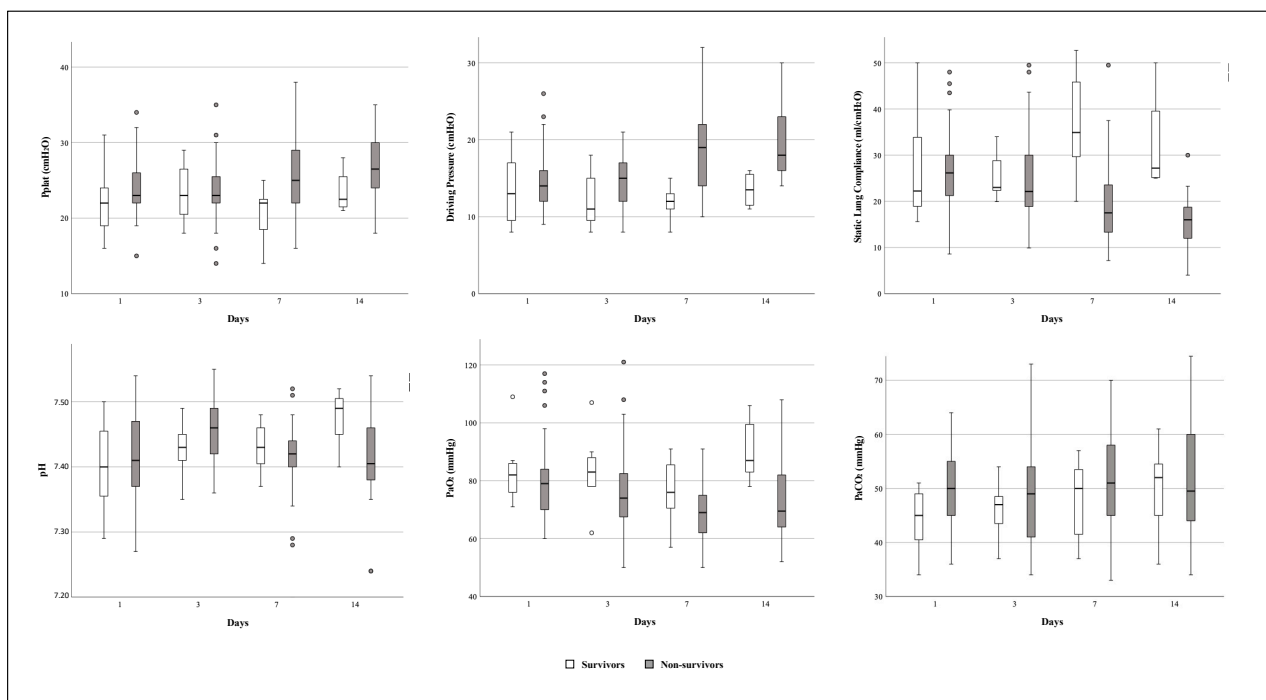 Pplat (cmH2O)
40
30
20
10
1 3 7 14
Days
Driving Pressure (cmH2O)
30
20
10
0
1 3 7 14
Days
Static Lung Compliance (ml/cmH2O)
50
40
30
20
10
0
1 3 7 14
Days
pH
7.50
7.40
7.30
7.20
1 3 7 14
Days
PaO₂ (mmHg)
120
100
80
60
40
1 3 7 14
Days
PaCO₂ (mmHg)
70
60
50
40
30
1 3 7 14
Days
Survivors Non-survivors